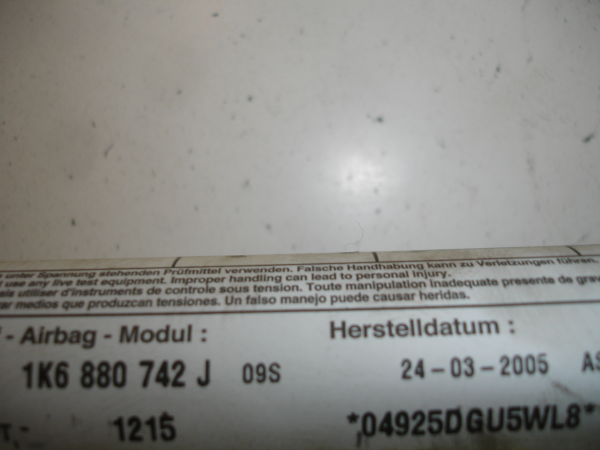 unter Spannung stehenden Prüfmittel verwenden. Falsche Handhabung kann zu Verletzungen führen.
use any live test equipment. Improper handling can lead to personal injury.
utiliser d'instruments de controle sous tension. Toute manipulation inadequate presente de
medios que produzcan tensiones. Un falso manejo puede causar heridas.
- Airbag - Modul : Herstelldatum :
1K6 880 742 J 09S 24-03-2005 AS
T,- 1215 *04925DGU5WL8*